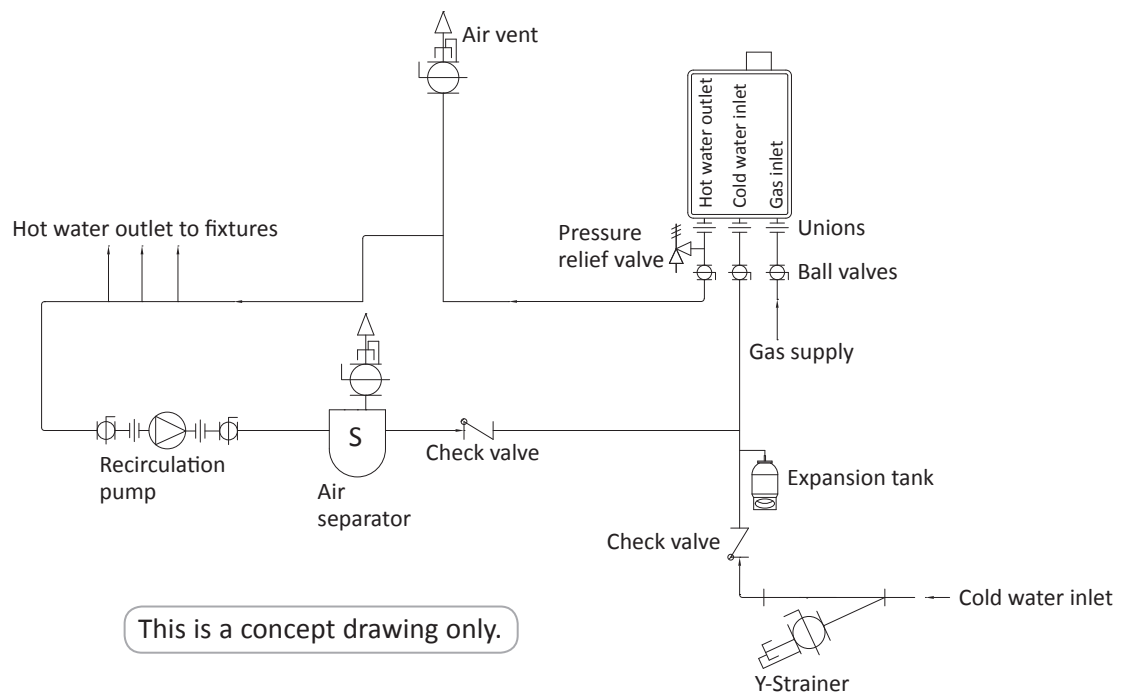 Air vent
Hot water outlet
Cold water inlet
Gas inlet
Hot water outlet to fixtures
Pressure
relief valve
Unions
Ball valves
Gas supply
S
Recirculation
pump
Air
separator
Check valve
Expansion tank
Check valve
Cold water inlet
This is a concept drawing only.
Y-Strainer